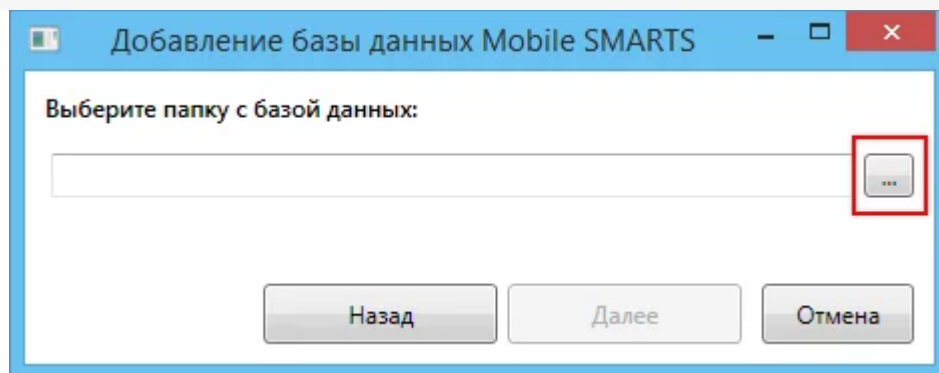 Добавление базы данных Mobile SMARTS
Выберите папку с базой данных:
...
Назад Далее Отмена